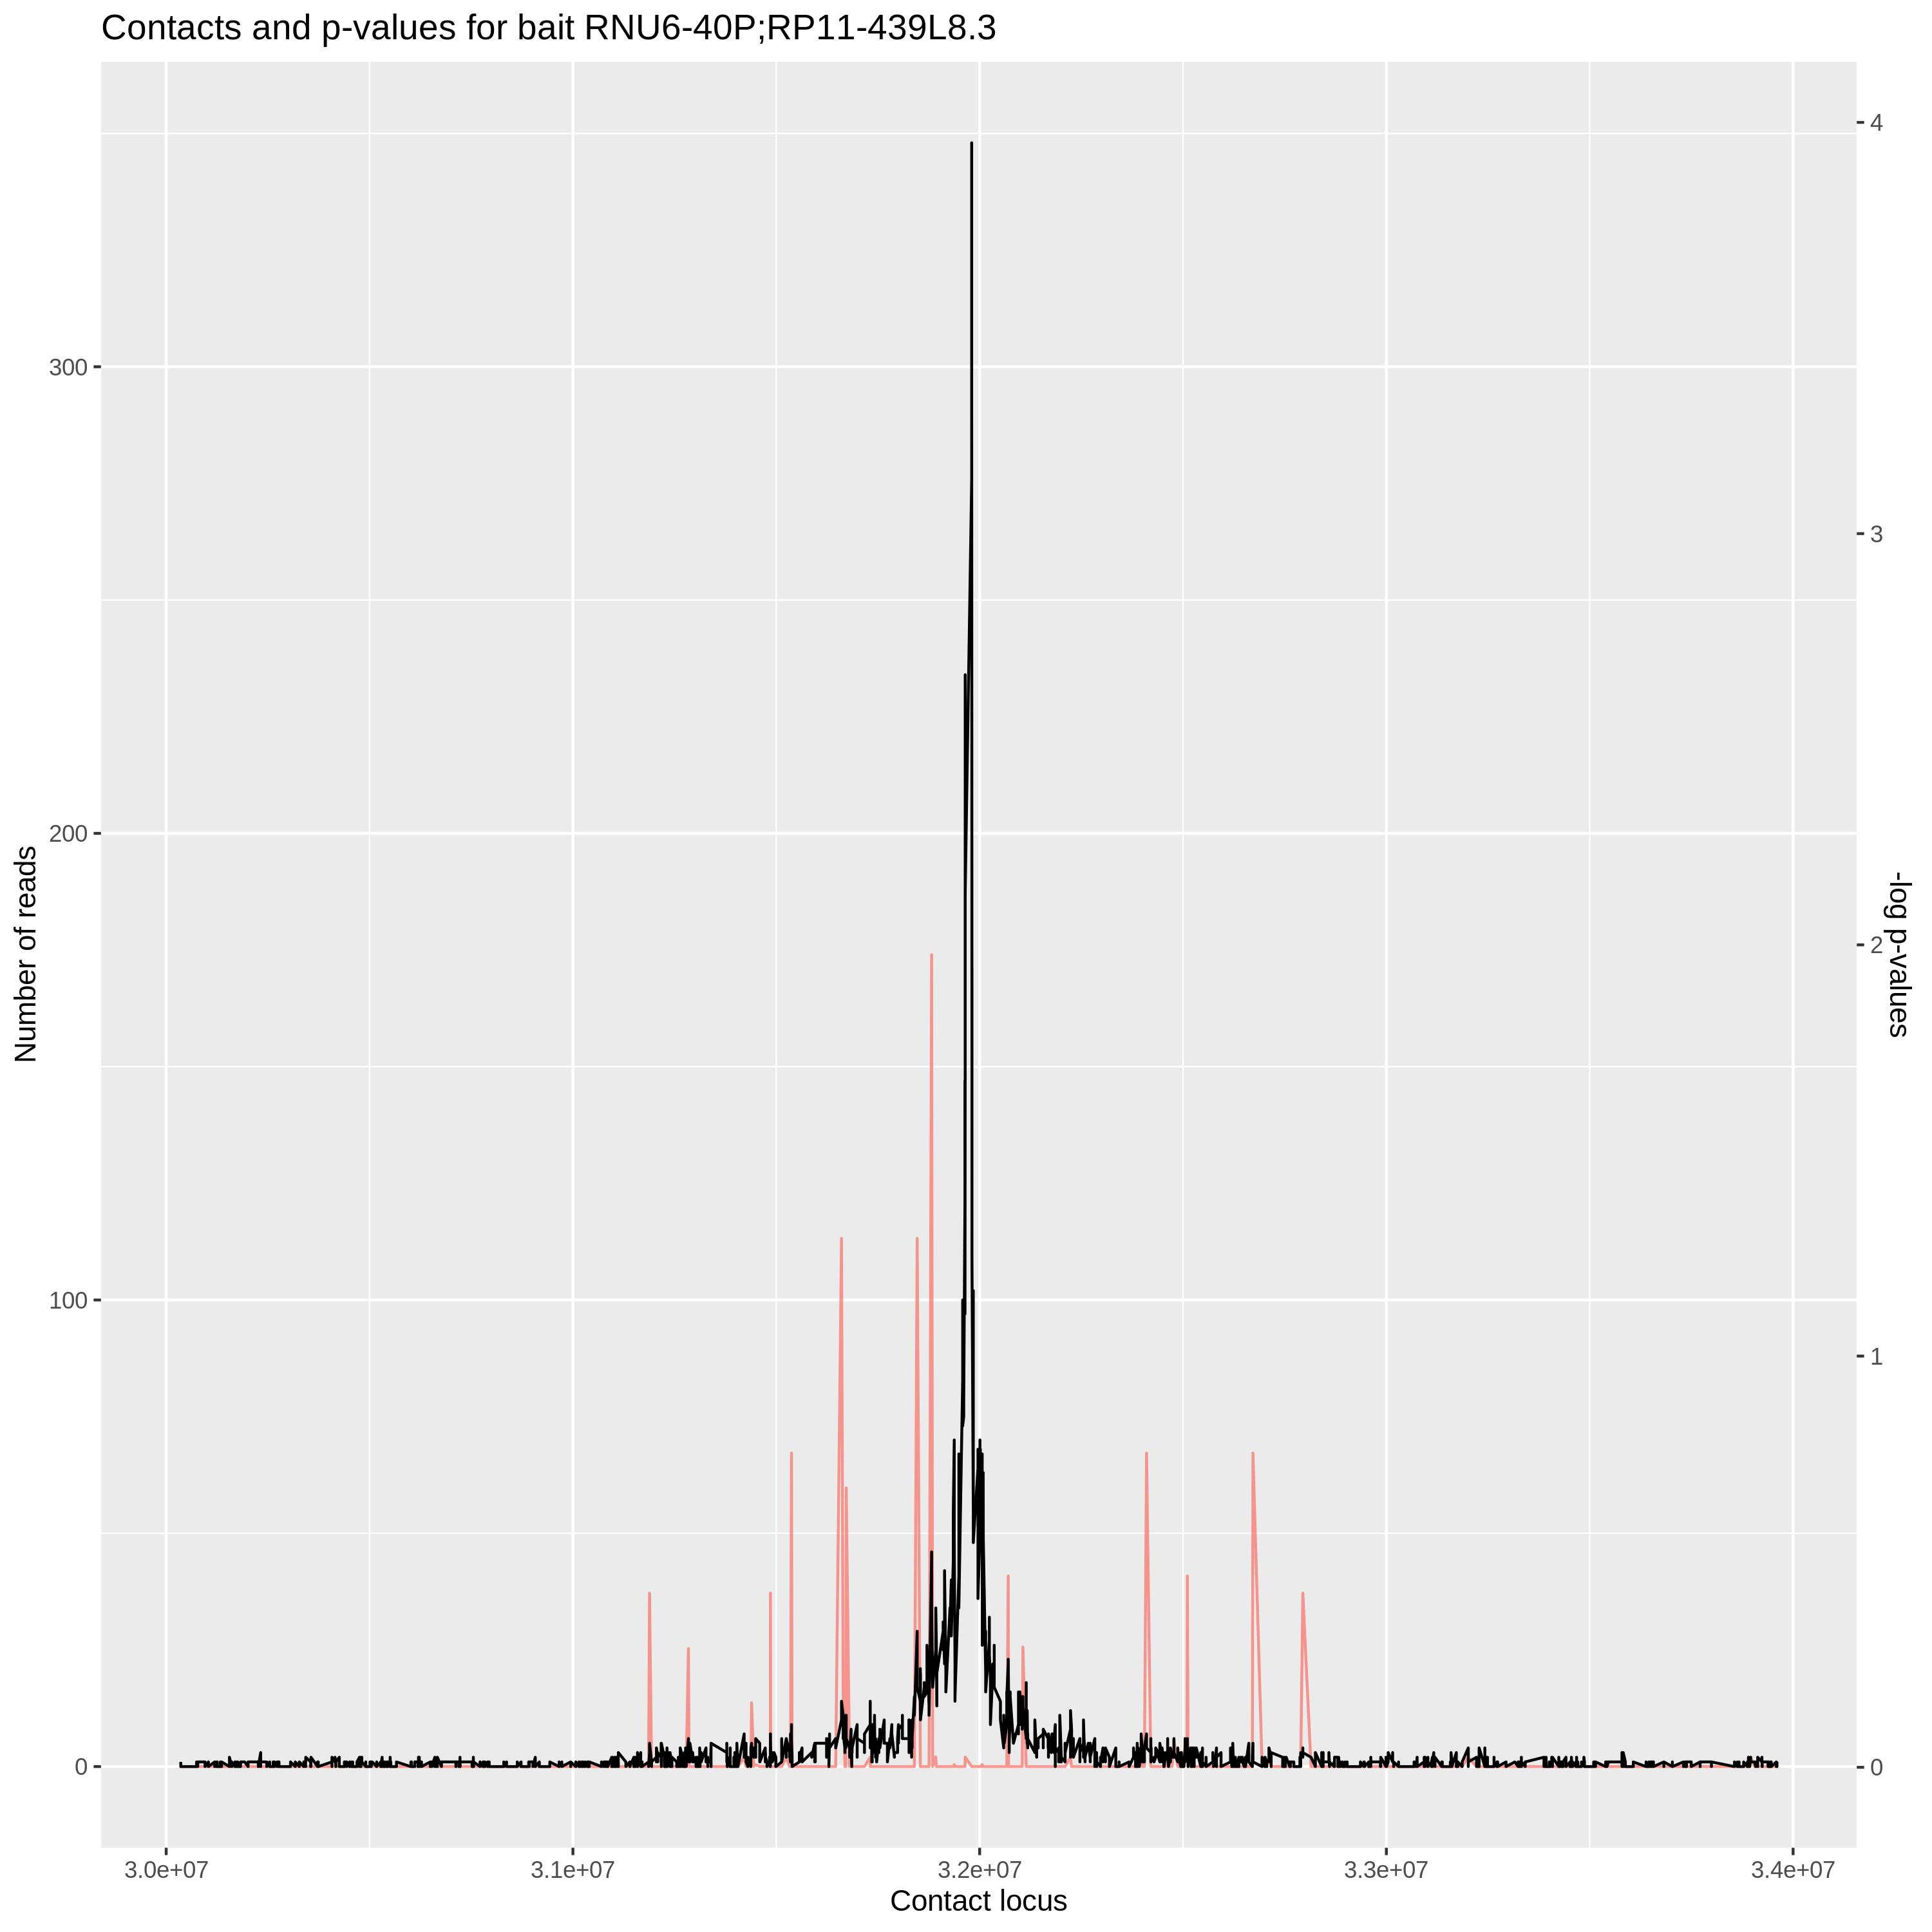 Contacts and p-values for bait RNU6-40P;RP11-439L8.3
Number of reads
300
200
100
0
4
3
2
1
0
-log p-values
3.0e+07
3.1e+07
3.2e+07
3.3e+07
3.4e+07
Contact locus